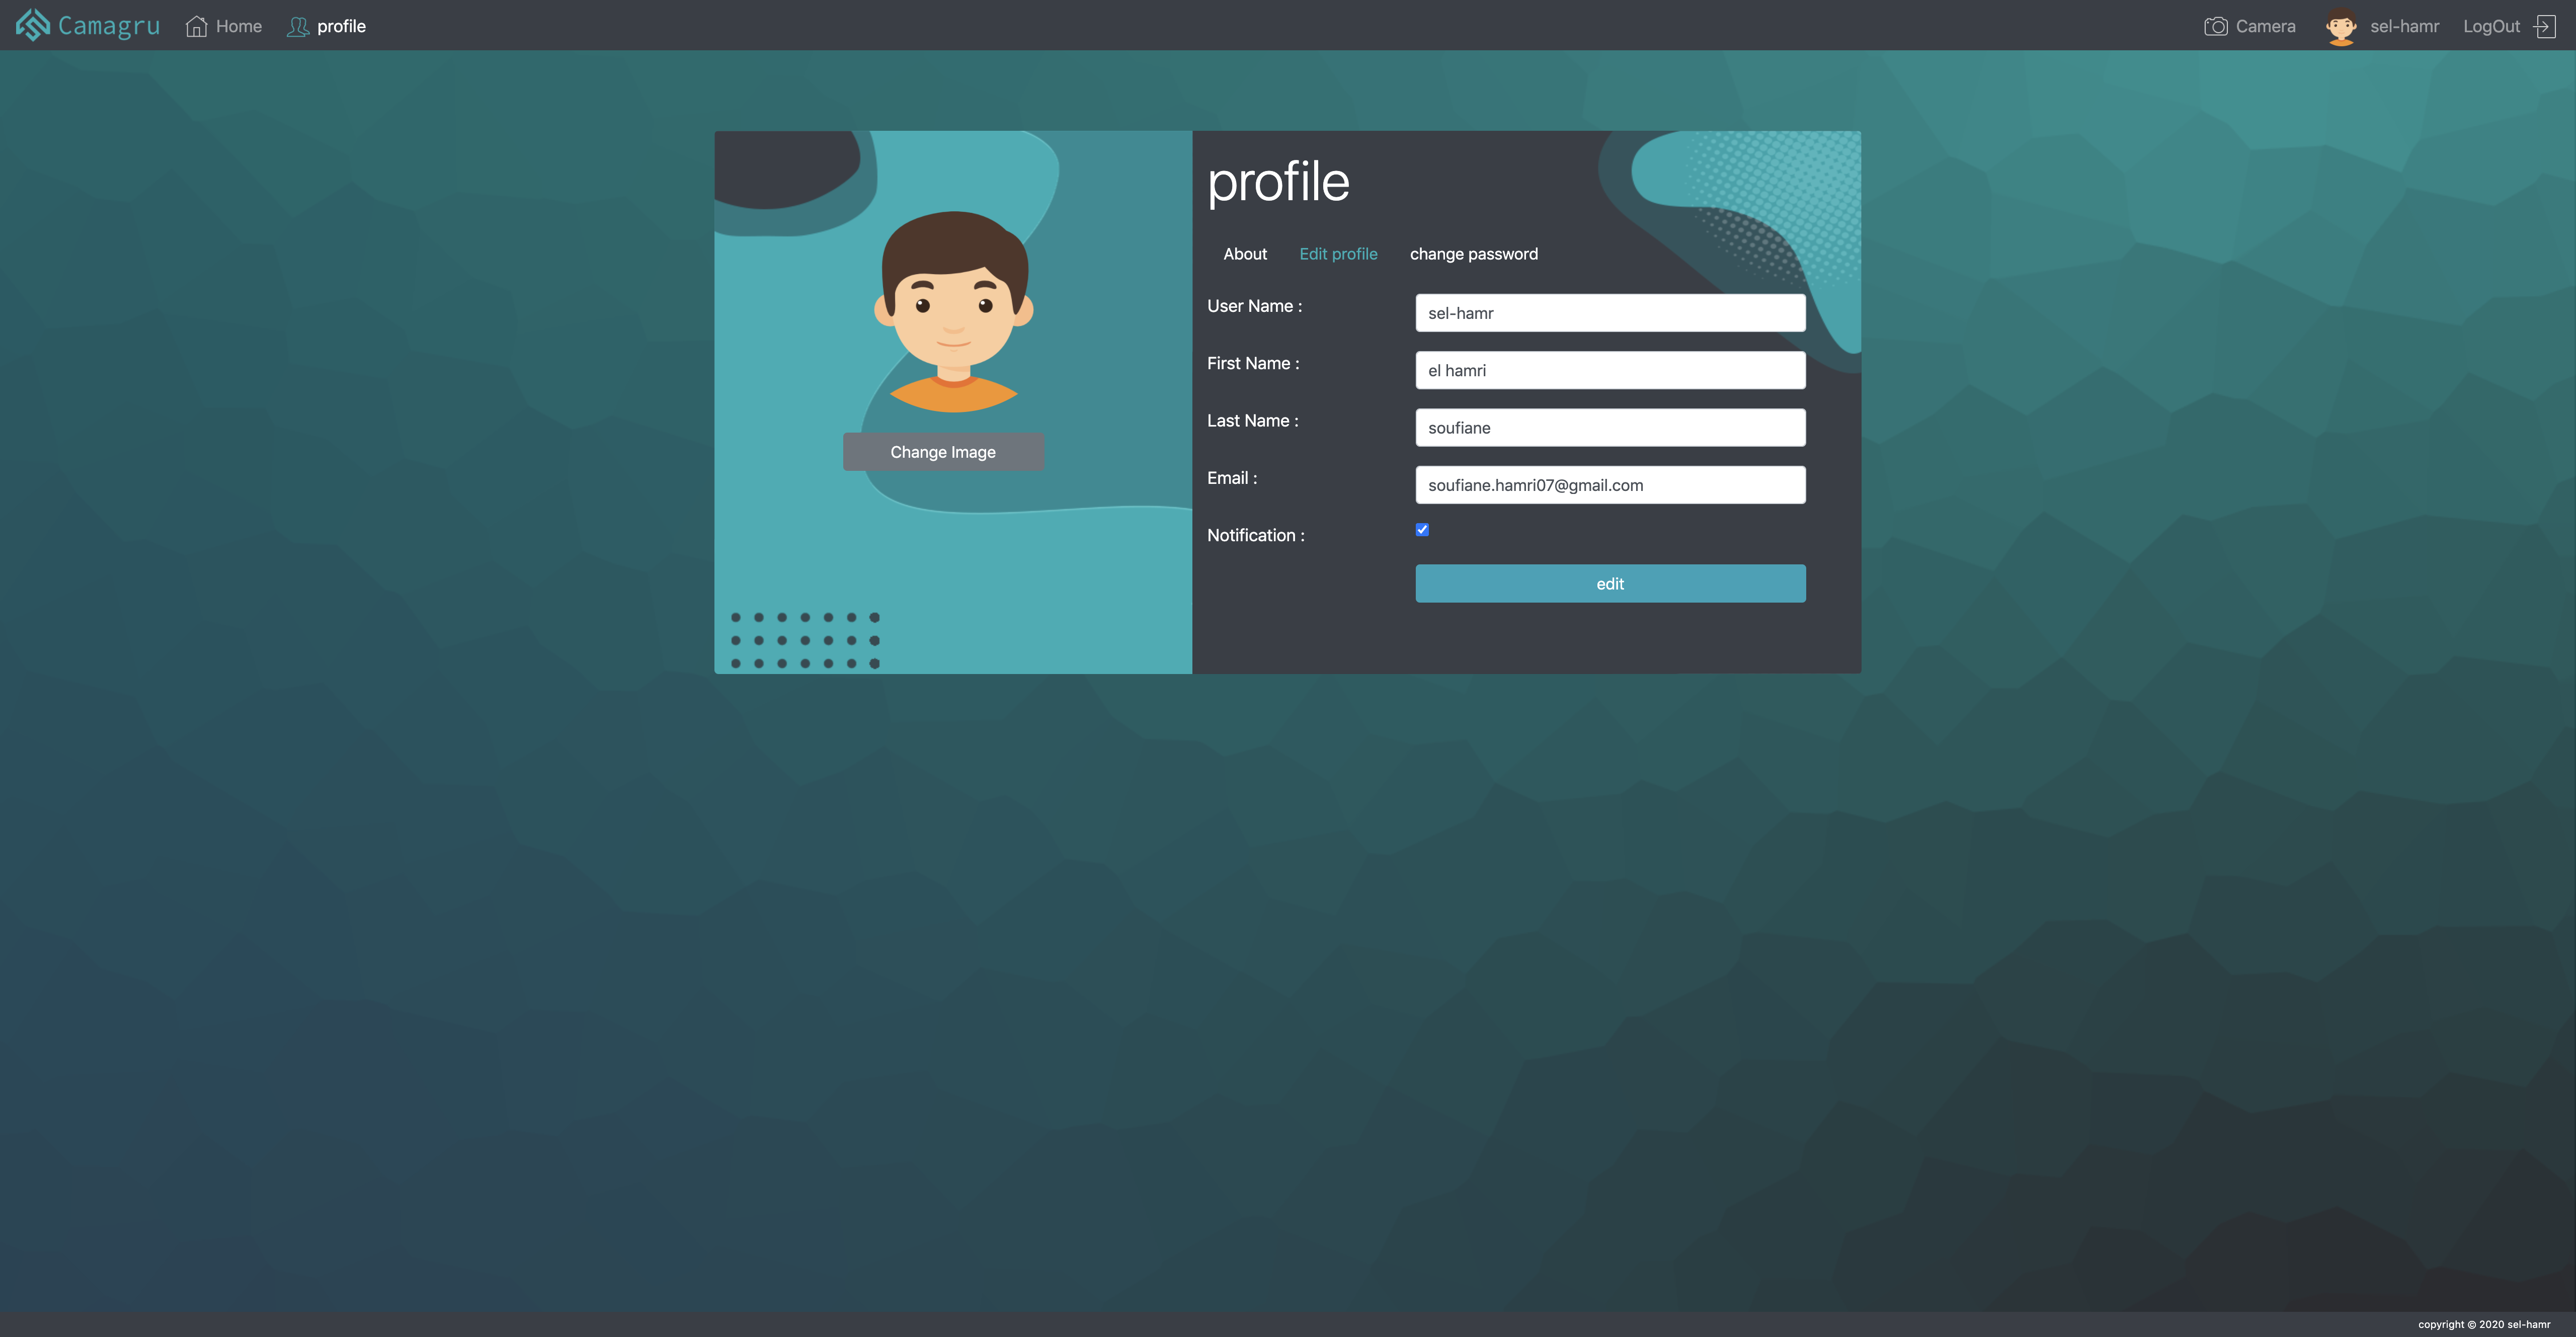 Camagru Home profile Camera sel-hamr LogOut
profile
About Edit profile change password
User Name : sel-hamr
First Name : el hamri
Last Name : soufiane
Email : soufiane.hamri07@gmail.com
Notification :
Change Image
edit
copyright © 2020 sel-hamr